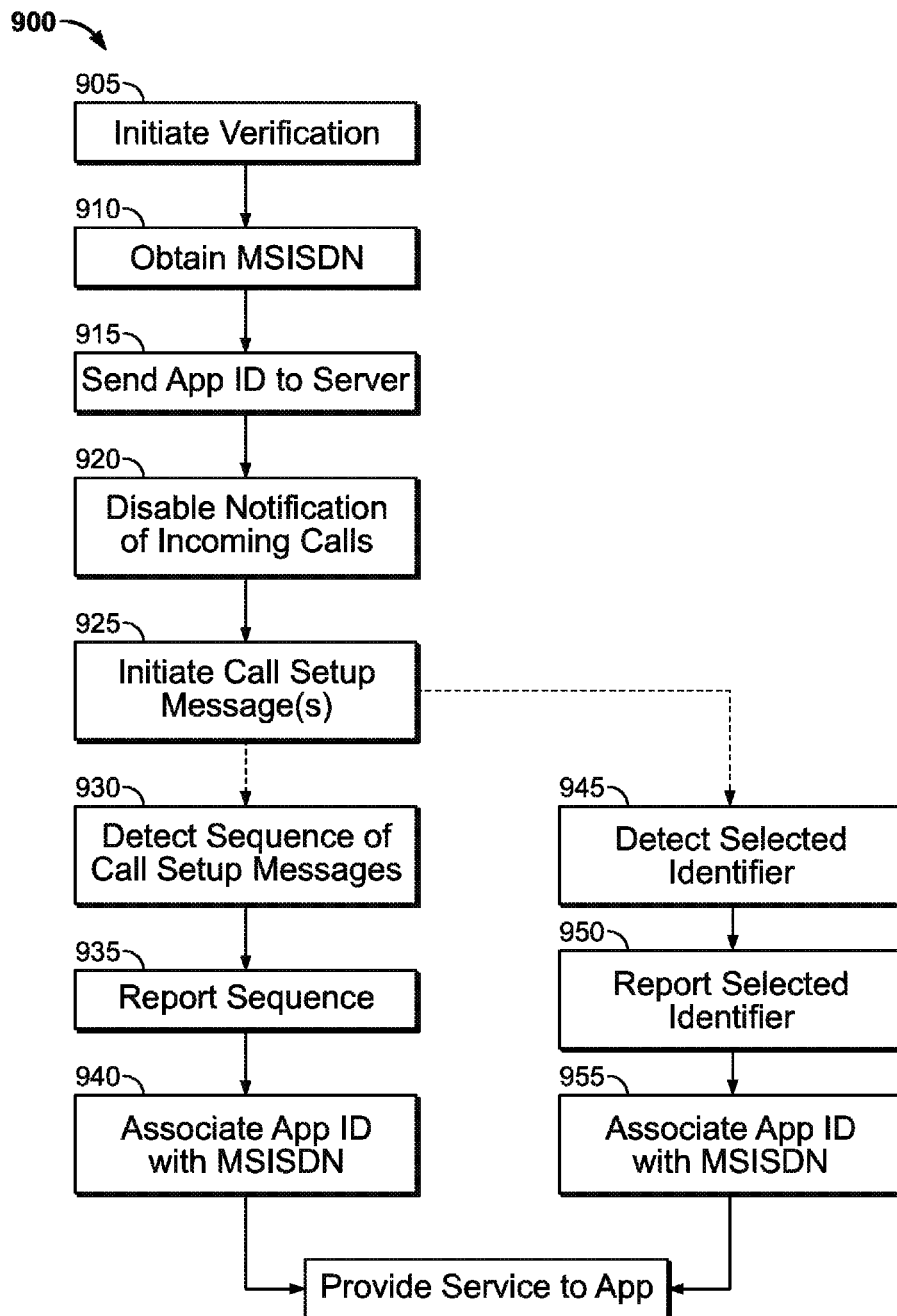 900
905
Initiate Verification
910
Obtain MSISDN
915
Send App ID to Server
920
Disable Notification
of Incoming Calls
925
Initiate Call Setup
Message(s)
930
Detect Sequence of
Call Setup Messages
935
Report Sequence
940
Associate App ID
with MSISDN
945
Detect Selected
Identifier
950
Report Selected
Identifier
955
Associate App ID
with MSISDN
Provide Service to App